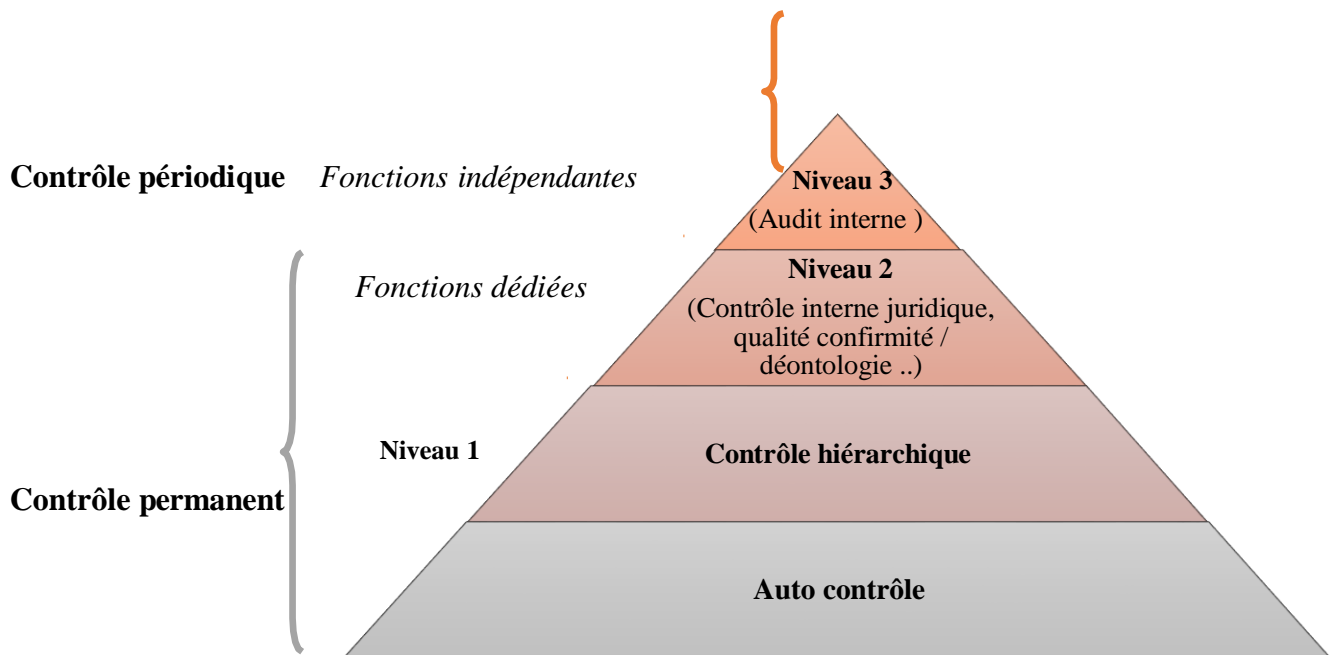 Contrôle périodique
Fonctions indépendantes
Niveau 3
(Audit interne )
Fonctions dédiées
Niveau 2
(Contrôle interne juridique,
qualité confirmité /
déontologie ..)
Niveau 1
Contrôle hiérarchique
Contrôle permanent
Auto contrôle